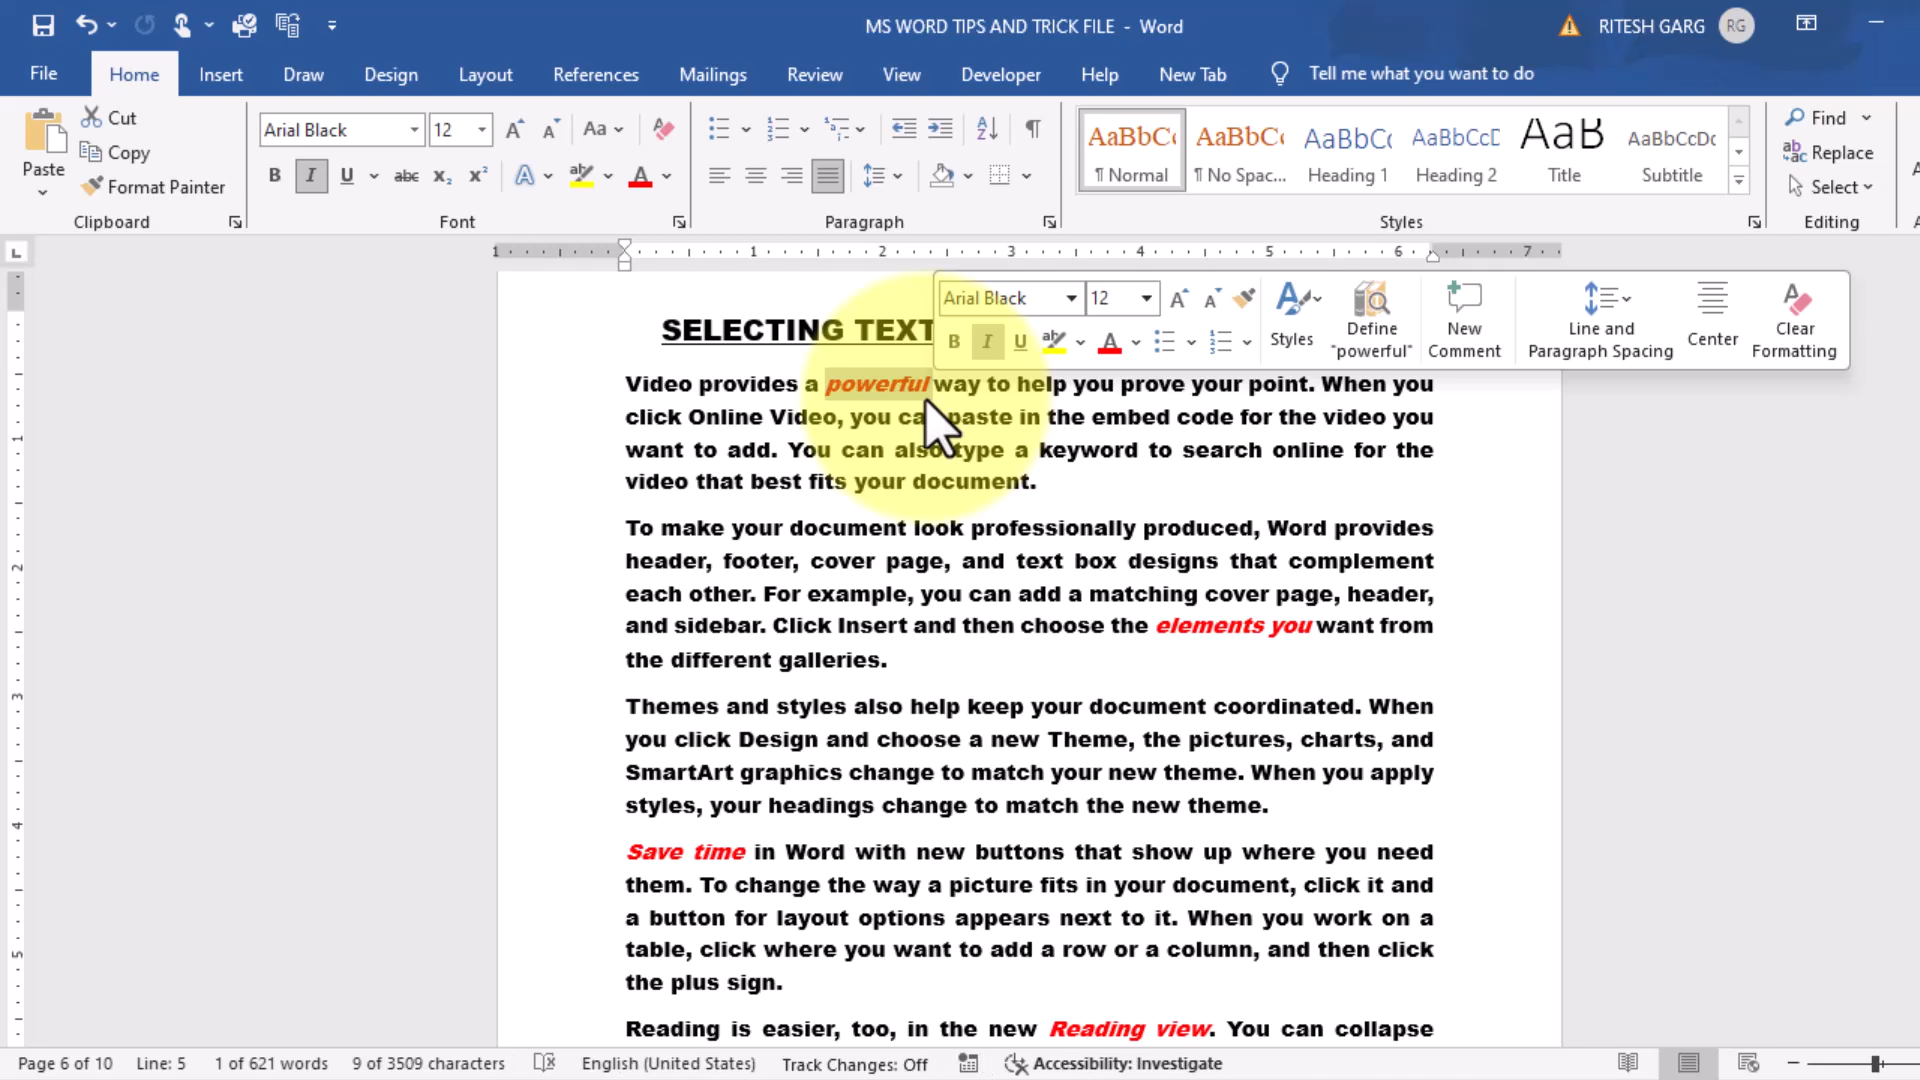 MS WORD TIPS AND TRICK FILE - Word
RITESH GARG
RG
File Home Insert Draw Design Layout References Mailings Review View Developer Help New Tab Tell me what you want to do
Paste
Cut
Copy
Format Painter
Clipboard
Arial Black 12
Font
Paragraph
AaBbCc AaBbCc AaBbCc AaBbCcD AaB AaBbCcDc
¶ Normal ¶ No Spac... Heading 1 Heading 2 Title Subtitle
Styles
Find
Replace
Select
Editing
1 1 2 3 4 5 6 7
Arial Black 12
B I U
Styles
Define "powerful"
New Comment
Line and Paragraph Spacing
Center
Clear Formatting
SELECTING TEXT
Video provides a powerful way to help you prove your point. When you
click Online Video, you can paste in the embed code for the video you
want to add. You can also type a keyword to search online for the
video that best fits your document.
To make your document look professionally produced, Word provides
header, footer, cover page, and text box designs that complement
each other. For example, you can add a matching cover page, header,
and sidebar. Click Insert and then choose the elements you want from
the different galleries.
Themes and styles also help keep your document coordinated. When
you click Design and choose a new Theme, the pictures, charts, and
SmartArt graphics change to match your new theme. When you apply
styles, your headings change to match the new theme.
Save time in Word with new buttons that show up where you need
them. To change the way a picture fits in your document, click it and
a button for layout options appears next to it. When you work on a
table, click where you want to add a row or a column, and then click
the plus sign.
Reading is easier, too, in the new Reading view. You can collapse
Page 6 of 10 Line: 5 1 of 621 words 9 of 3509 characters English (United States) Track Changes: Off Accessibility: Investigate